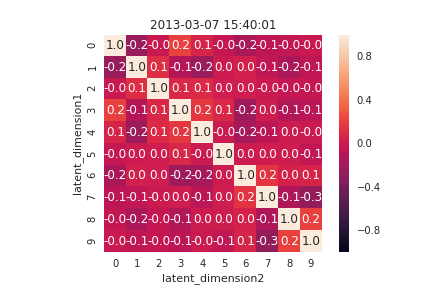 2013-03-07 15:40:01
0 1.0 -0.2 -0.0 0.2 0.1 -0.0 -0.2 -0.1 -0.0 -0.0
1 -0.2 1.0 0.1 -0.1 -0.2 0.0 0.0 -0.1 -0.2 -0.1
2 -0.0 0.1 1.0 0.1 0.1 0.0 0.0 -0.0 -0.0 -0.0
3 0.2 -0.1 0.1 1.0 0.2 0.1 -0.2 0.0 -0.1 -0.1
4 0.1 -0.2 0.1 0.2 1.0 -0.0 -0.2 -0.1 0.0 -0.0
5 -0.0 0.0 0.0 0.1 -0.0 1.0 0.0 0.0 0.0 -0.1
6 -0.2 0.0 0.0 -0.2 -0.2 0.0 1.0 0.2 0.0 0.1
7 -0.1 -0.1 -0.0 0.0 -0.1 0.0 0.2 1.0 -0.1 -0.3
8 -0.0 -0.2 -0.0 -0.1 0.0 0.0 0.0 -0.1 1.0 0.2
9 -0.0 -0.1 -0.0 -0.1 -0.0 -0.1 0.1 -0.3 0.2 1.0
0 1 2 3 4 5 6 7 8 9
latent_dimension2
latent_dimension1
0.8
0.4
0.0
-0.4
-0.8